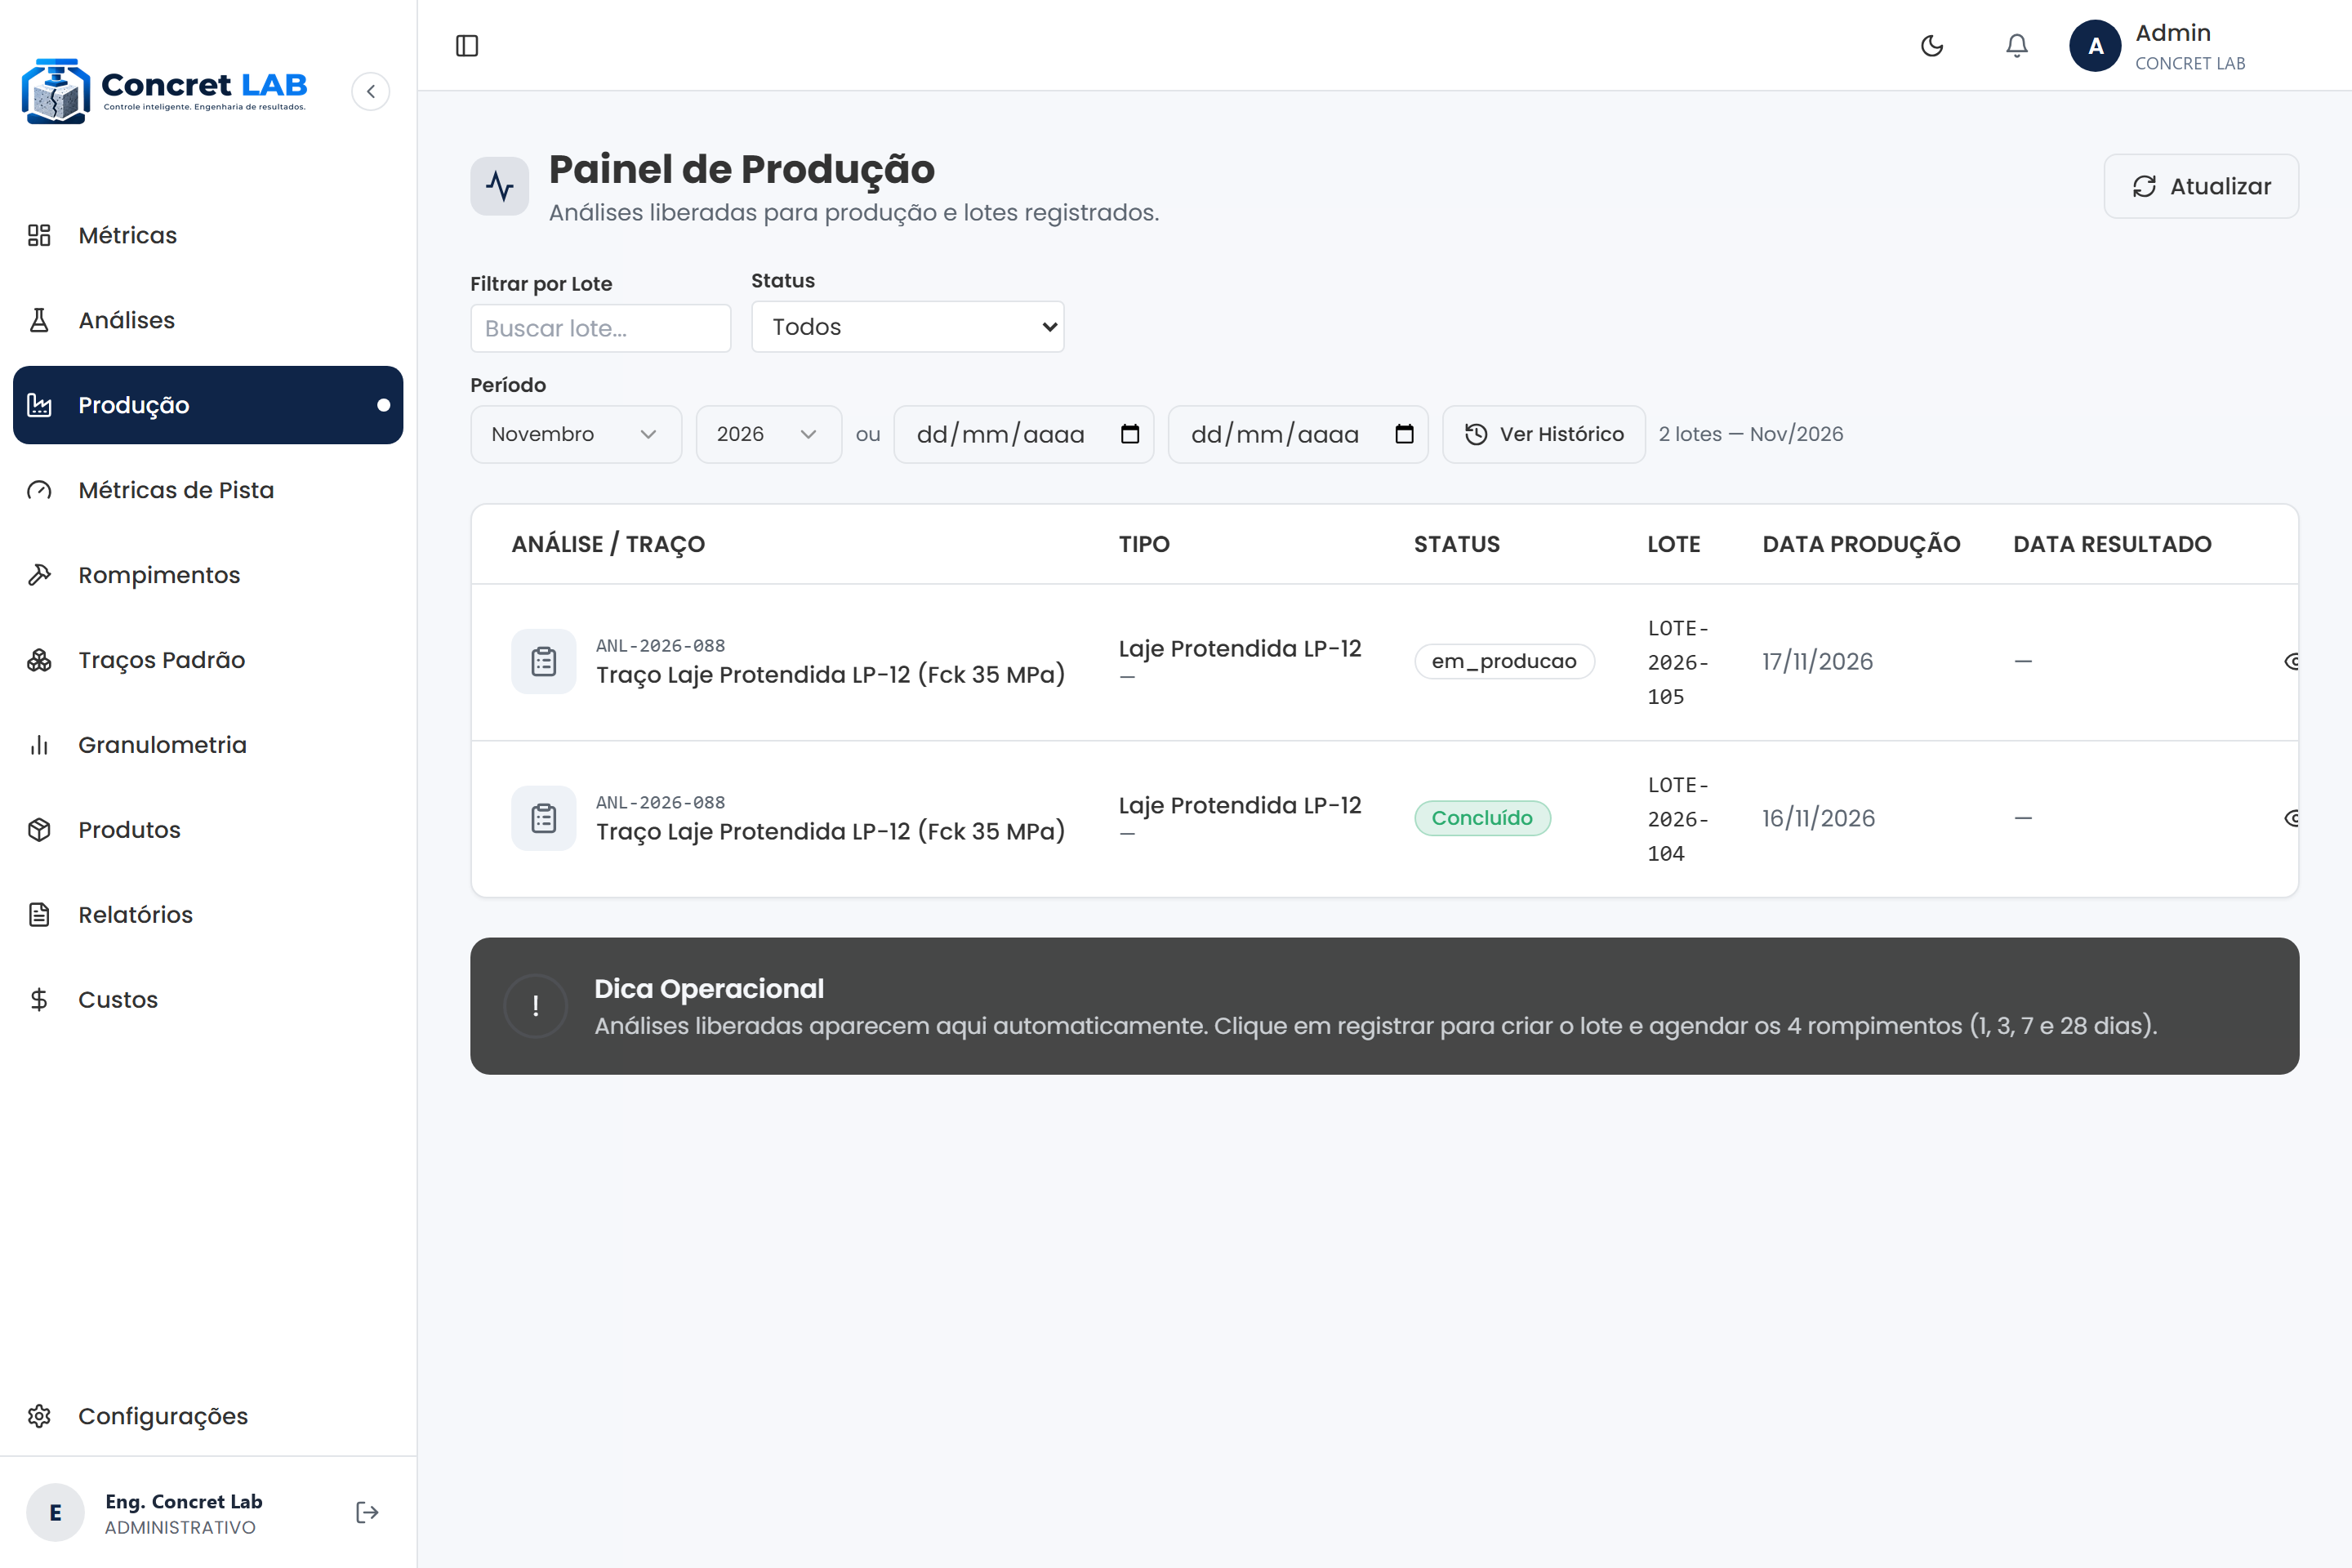 Concret LAB
Controle inteligente. Engenharia de resultados.
Métricas
Análises
Produção
Métricas de Pista
Rompimentos
Traços Padrão
Granulometria
Produtos
Relatórios
Custos
Configurações
E
Eng. Concret Lab
ADMINISTRATIVO
A
Admin
CONCRET LAB
Painel de Produção
Análises liberadas para produção e lotes registrados.
Atualizar
Filtrar por Lote
Status
Buscar lote...
Todos
Período
Novembro
2026
ou
dd/mm/aaaa
dd/mm/aaaa
Ver Histórico
2 lotes — Nov/2026
ANÁLISE / TRAÇO
TIPO
STATUS
LOTE
DATA PRODUÇÃO
DATA RESULTADO
ANL-2026-088
Traço Laje Protendida LP-12 (Fck 35 MPa)
Laje Protendida LP-12
—
em_producao
LOTE-
2026-
105
17/11/2026
—
ANL-2026-088
Traço Laje Protendida LP-12 (Fck 35 MPa)
Laje Protendida LP-12
—
Concluído
LOTE-
2026-
104
16/11/2026
—
!
Dica Operacional
Análises liberadas aparecem aqui automaticamente. Clique em registrar para criar o lote e agendar os 4 rompimentos (1, 3, 7 e 28 dias).